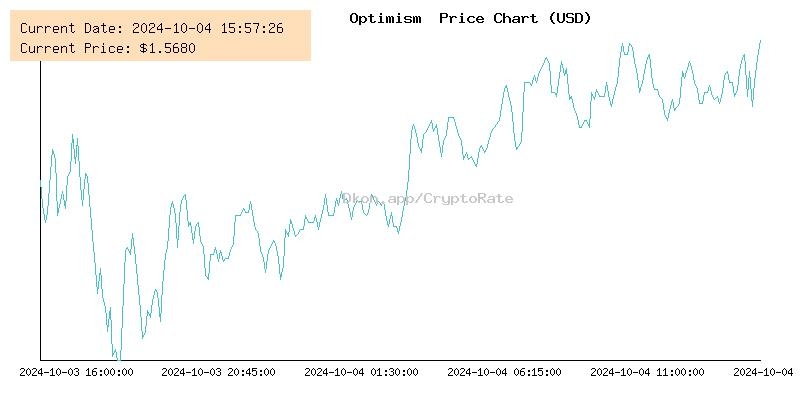 Optimism  Price Chart (USD)
Current Date: 2024-10-04 15:57:26
Current Price: $1.5680
Dkon.app/CryptoRate
2024-10-03 16:00:00 2024-10-03 20:45:00 2024-10-04 01:30:00 2024-10-04 06:15:00 2024-10-04 11:00:00 2024-10-04